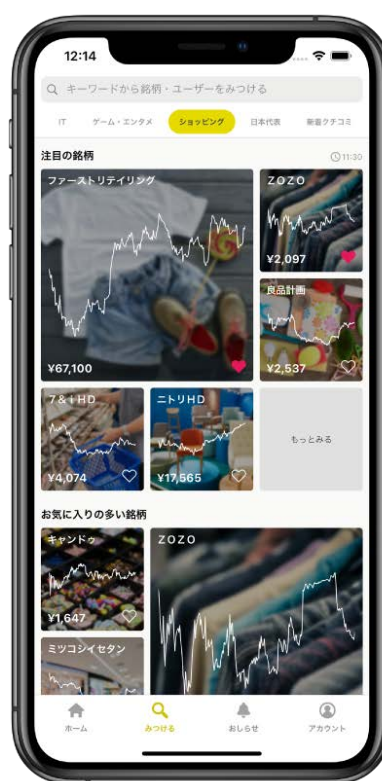 12:14
キーワードから銘柄・ユーザーをみつける
IT ゲーム・エンタメ ショッピング 日本代表 新着クチコミ
注目の銘柄 11:30
ファーストリテイリング
¥67,100
ZOZO
¥2,097
良品計画
¥2,537
7&iHD
¥4,074
ニトリHD
¥17,565
もっとみる
お気に入りの多い銘柄
キャンドゥ
¥1,647
ZOZO
ミツコシイセタン
ホーム みつける おしらせ アカウント